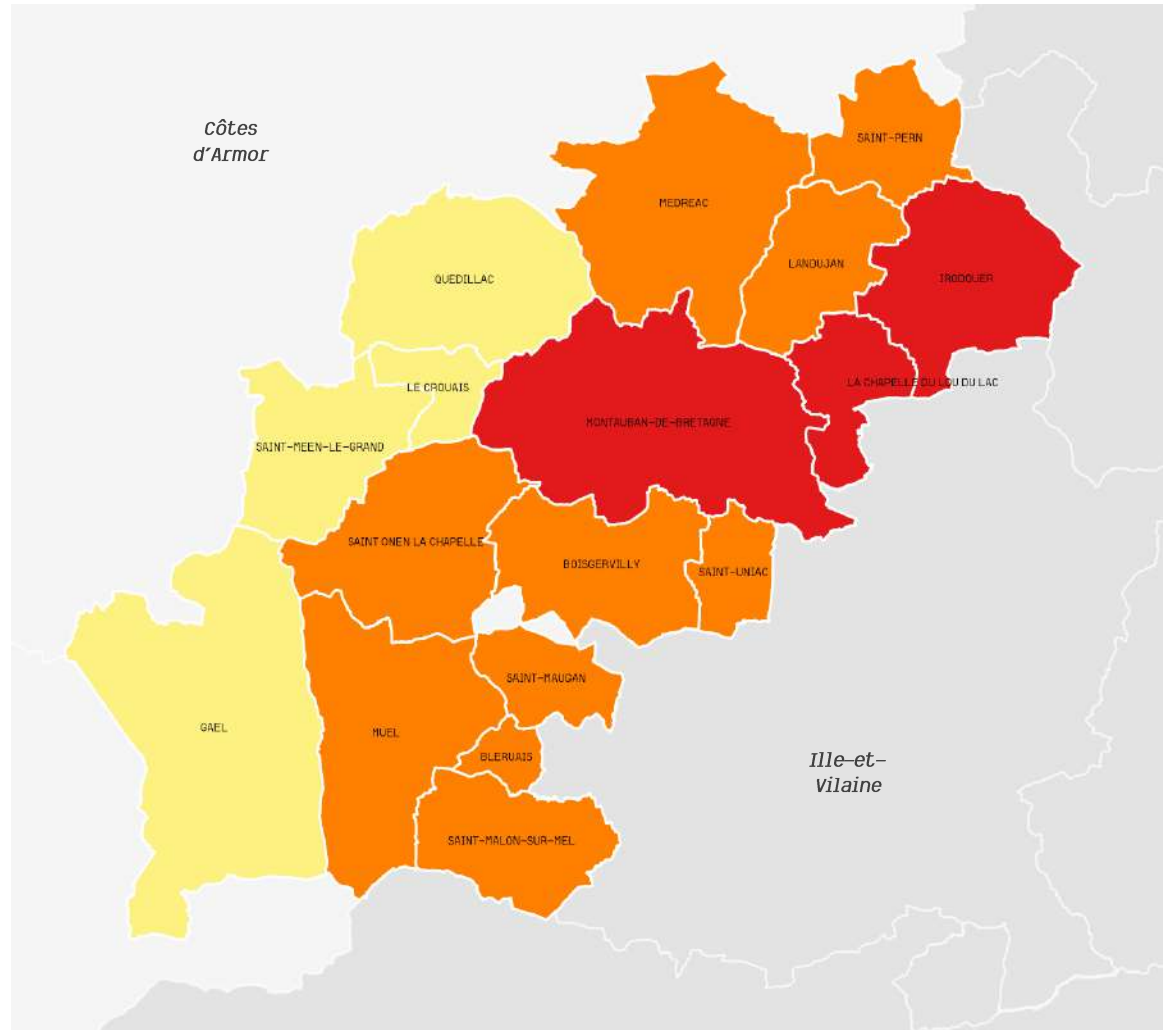 Côtes
d'Armor
SAINT-PERN
MEDREAC
LANDUJAN
QUEDILLAC
IRODOUER
LE CROUAIS
LA CHAPELLE DU LOU DU LAC
MONTAUBAN-DE-BRETAGNE
SAINT-MEEN-LE-GRAND
SAINT ONEN LA CHAPELLE
BOISGERVILLY
SAINT-UNIAC
SAINT-MAUGAN
GAEL
MUEL
BLERUAIS
Ille-et-
Vilaine
SAINT-MALON-SUR-MEL